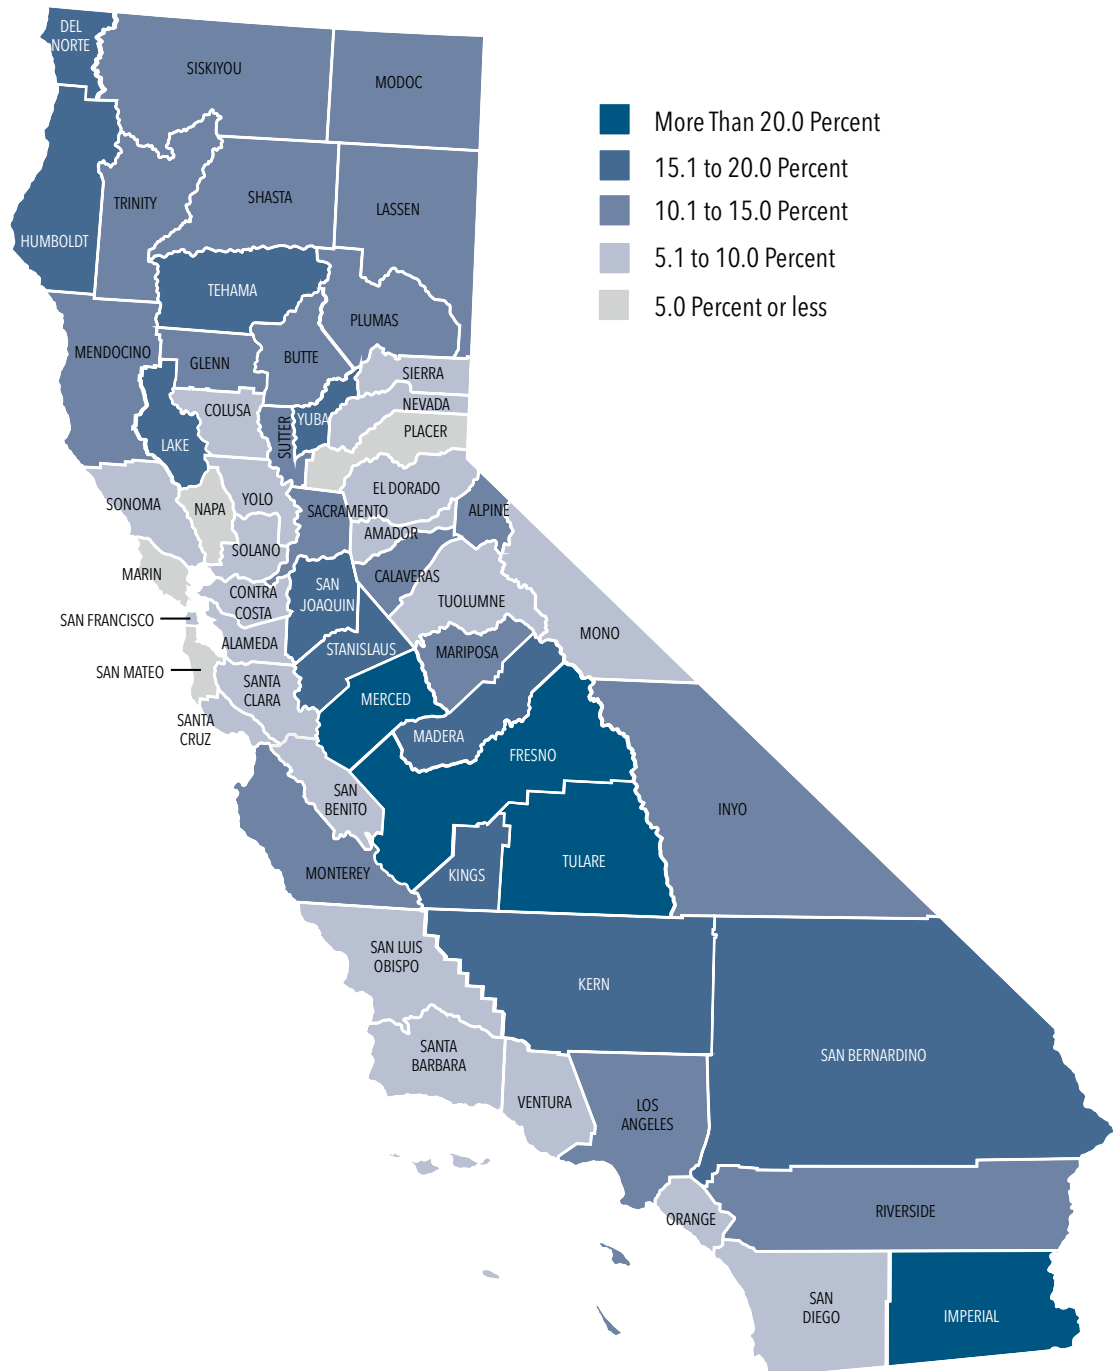 DEL
NORTE
SISKIYOU
MODOC
More Than 20.0 Percent
15.1 to 20.0 Percent
10.1 to 15.0 Percent
5.1 to 10.0 Percent
5.0 Percent or less
TRINITY
SHASTA
LASSEN
HUMBOLDT
TEHAMA
PLUMAS
MENDOCINO
GLENN
BUTTE
SIERRA
COLUSA
NEVADA
SUTTER
YUBA
PLACER
LAKE
EL DORADO
SONOMA
NAPA
YOLO
SACRAMENTO
ALPINE
AMADOR
SOLANO
MARIN
CALAVERAS
CONTRA
COSTA
SAN
JOAQUIN
TUOLUMNE
SAN FRANCISCO
MONO
ALAMEDA
STANISLAUS
MARIPOSA
SAN MATEO
SANTA
CLARA
MERCED
SANTA
CRUZ
MADERA
FRESNO
SAN
BENITO
INYO
MONTEREY
KINGS
TULARE
SAN LUIS
OBISPO
KERN
SANTA
BARBARA
SAN BERNARDINO
VENTURA
LOS
ANGELES
ORANGE
RIVERSIDE
SAN
DIEGO
IMPERIAL